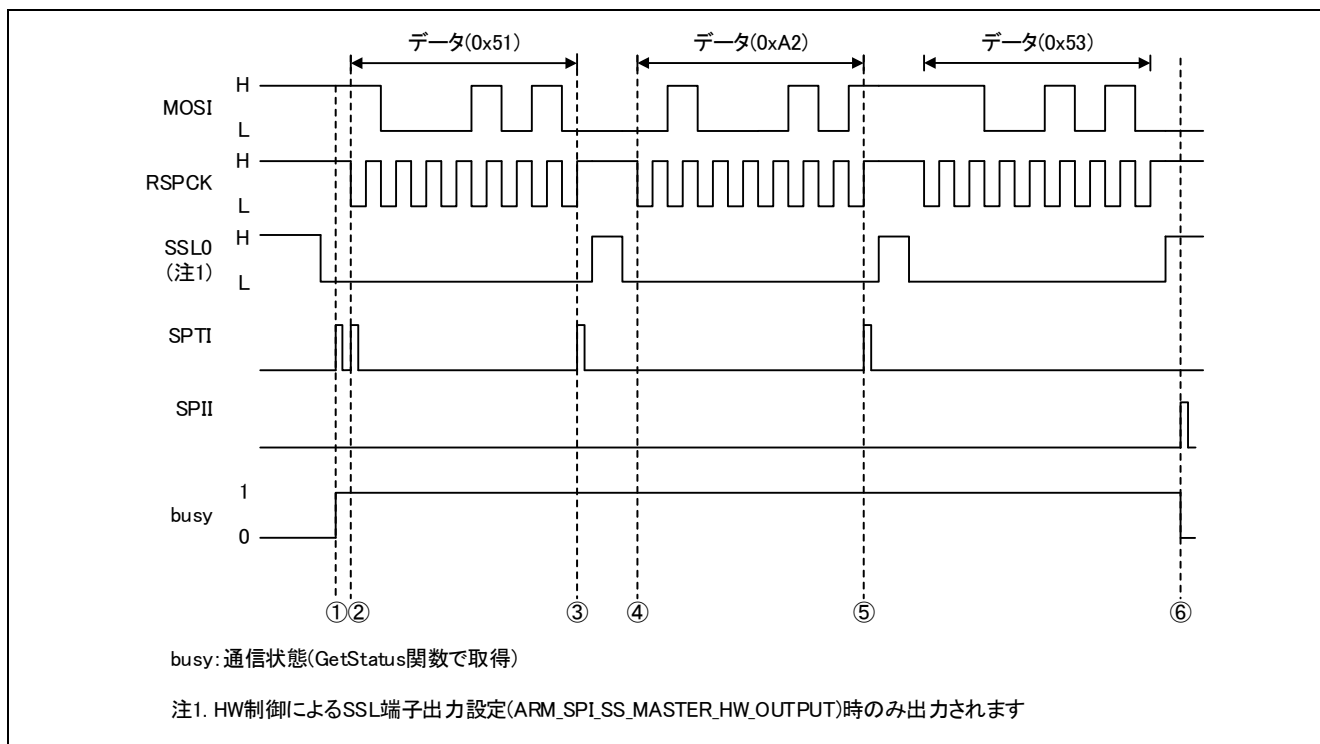 データ(0x51) データ(0xA2) データ(0x53)
H
MOSI
L
H
RSPCK
L
H
SSL0
(注1)
L
SPTI
SPII
1
busy
0
① ② ③ ④ ⑤ ⑥
busy: 通信状態(GetStatus関数で取得)
注1. HW制御によるSSL端子出力設定(ARM_SPI_SS_MASTER_HW_OUTPUT)時のみ出力されます